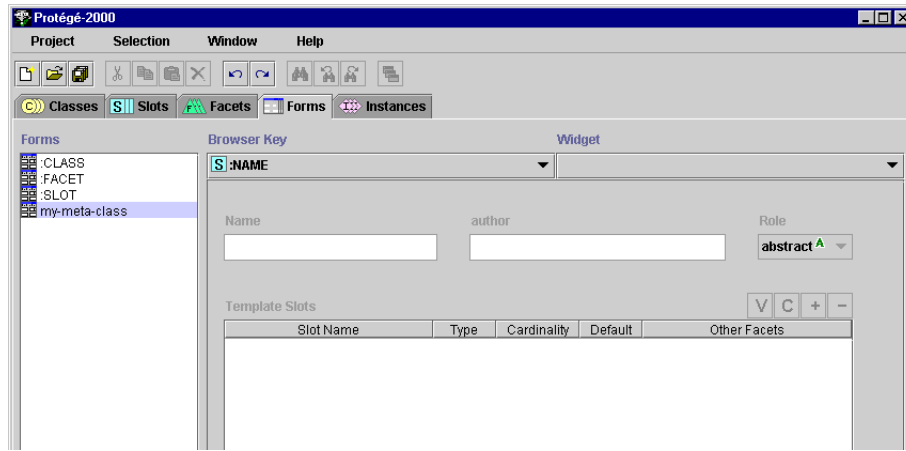 Protégé-2000
Project Selection Window Help
C Classes S Slots F Facets Forms I Instances
Forms Browser Key Widget
:CLASS
:FACET
:SLOT
my-meta-class
S :NAME
Name author Role
abstract A
Template Slots V C + −
Slot Name Type Cardinality Default Other Facets